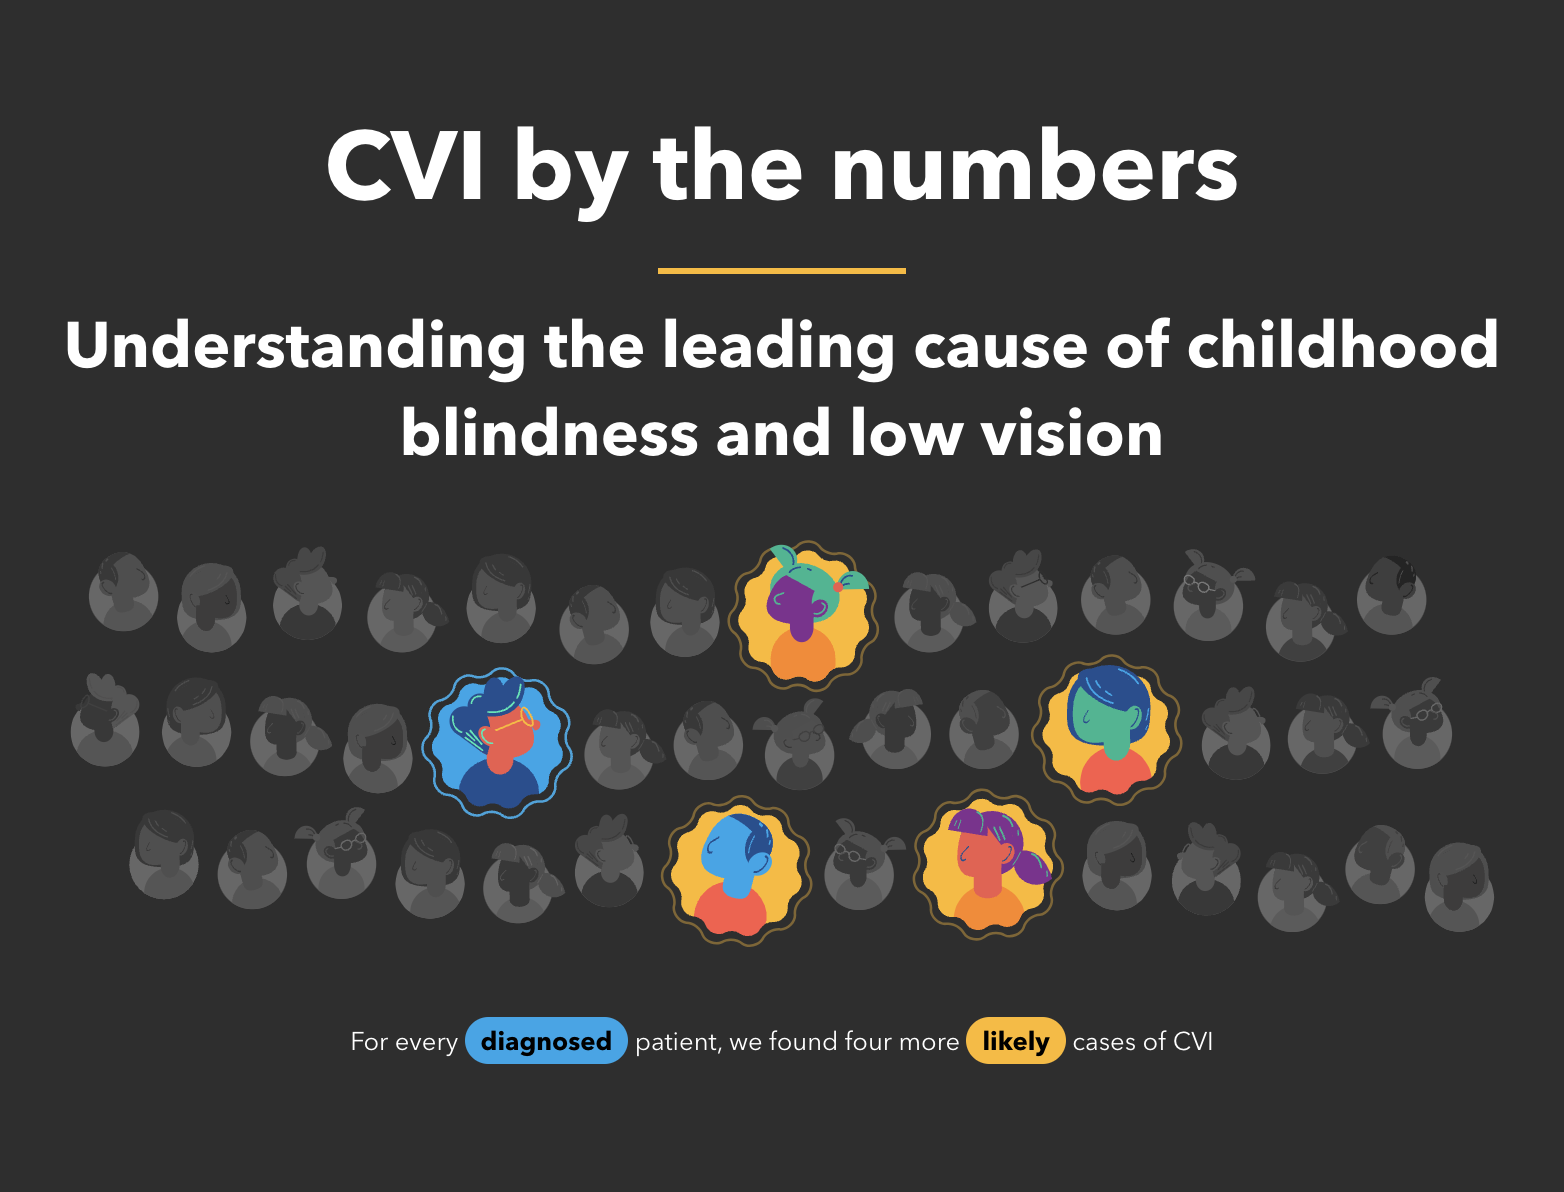 CVI by the numbers
Understanding the leading cause of childhood
blindness and low vision
For every diagnosed patient, we found four more likely cases of CVI